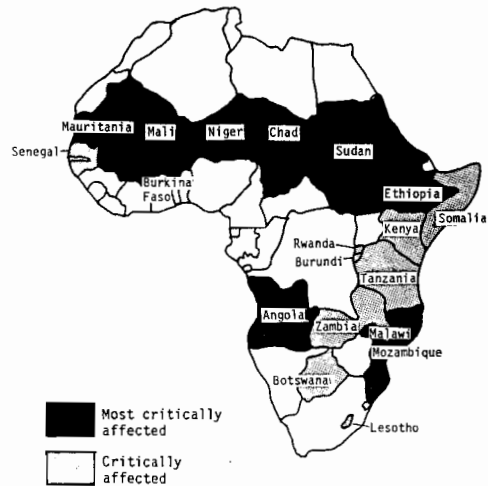 Mauritania
Mali
Niger
Chad
Sudan
Senegal
Burkina
Faso
Ethiopia
Somalia
Kenya
Rwanda
Burundi
Tanzania
Angola
Zambia
Malawi
Mozambique
Botswana
Lesotho
Most critically
affected
Critically
affected